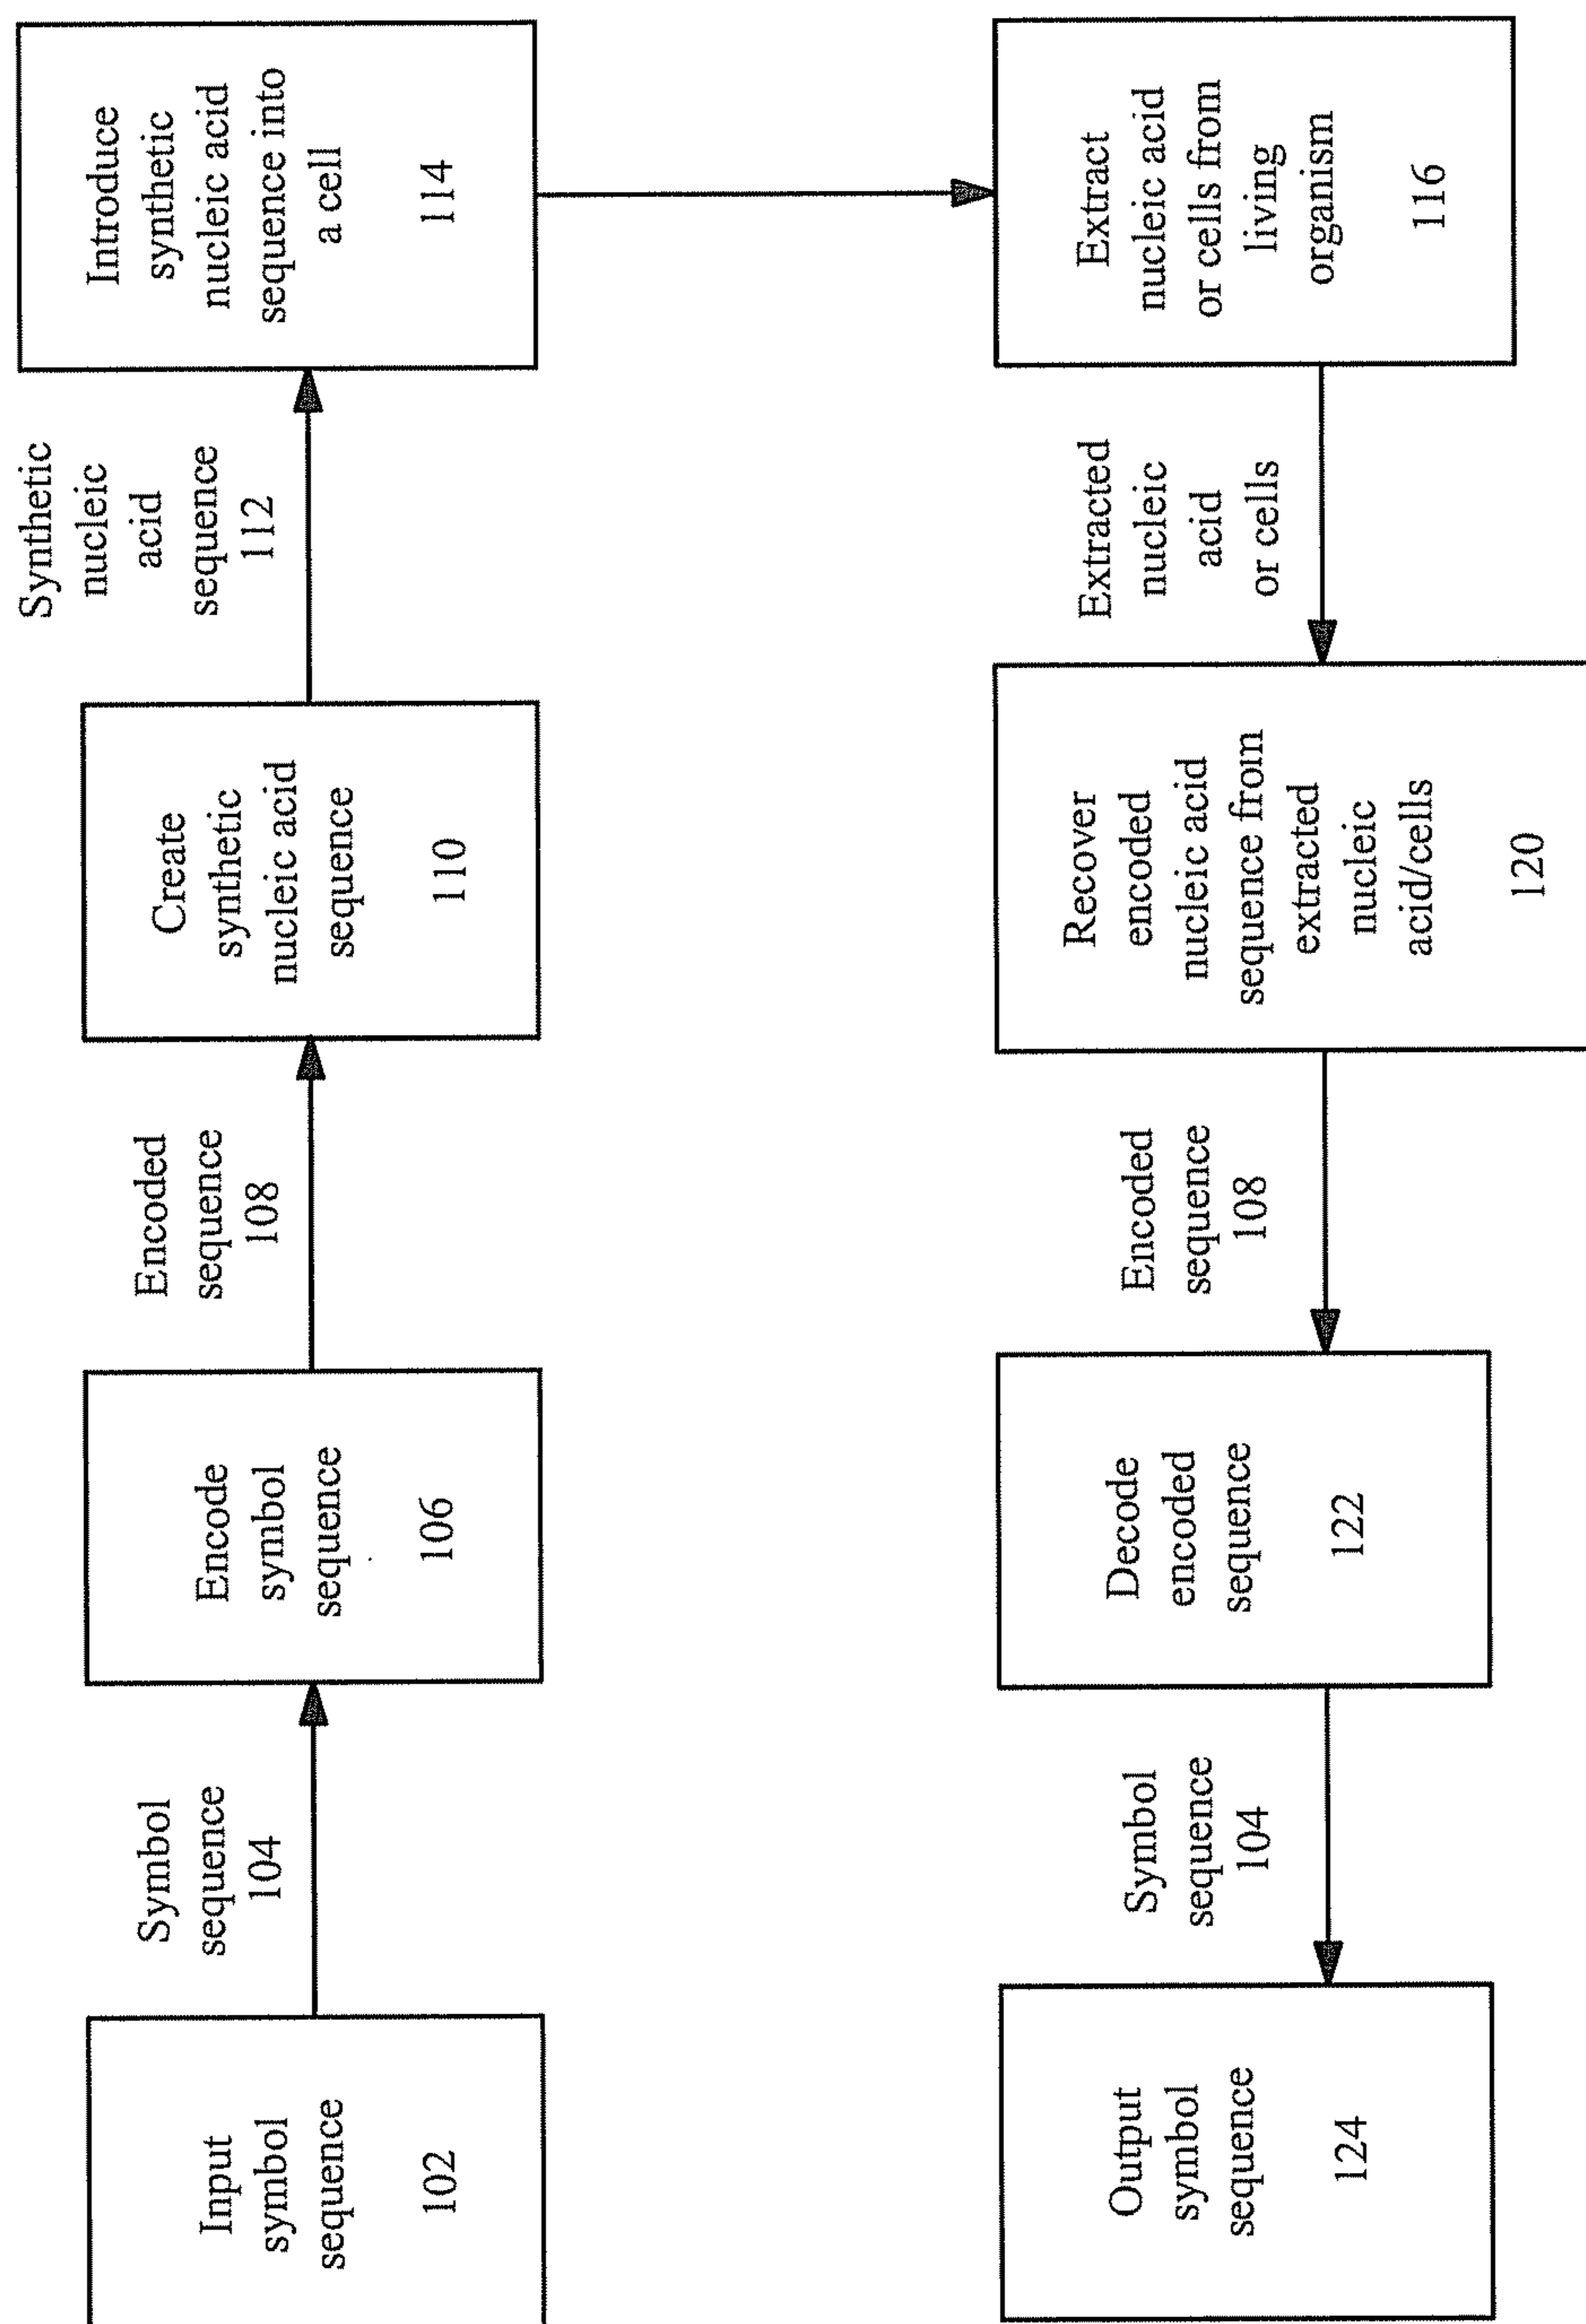 Input
symbol
sequence
102
Symbol
sequence
104
Encode
symbol
sequence
106
Encoded
sequence
108
Create
synthetic
nucleic acid
sequence
110
Synthetic
nucleic
acid
sequence
112
Introduce
synthetic
nucleic acid
sequence into
a cell
114
Extract
nucleic acid
or cells from
living
organism
116
Extracted
nucleic
acid
or cells
Recover
encoded
nucleic acid
sequence from
extracted
nucleic
acid/cells
120
Encoded
sequence
108
Decode
encoded
sequence
122
Symbol
sequence
104
Output
symbol
sequence
124